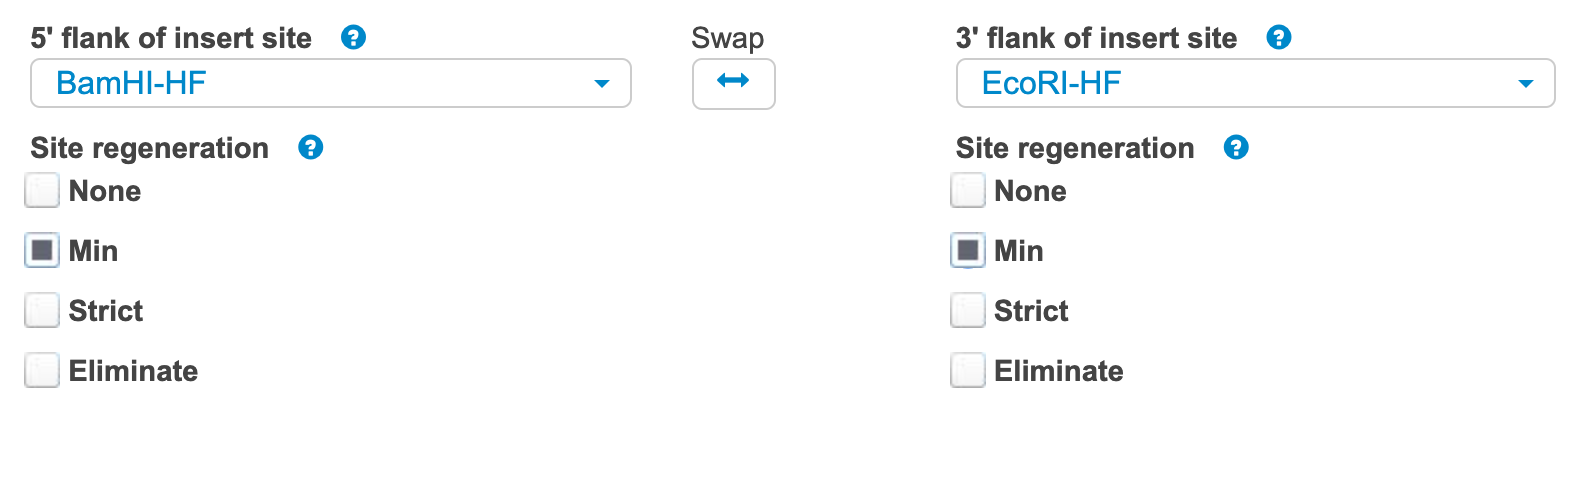 5' flank of insert site ?
BamHI-HF
Site regeneration ?
None
Min
Strict
Eliminate
Swap
3' flank of insert site ?
EcoRI-HF
Site regeneration ?
None
Min
Strict
Eliminate